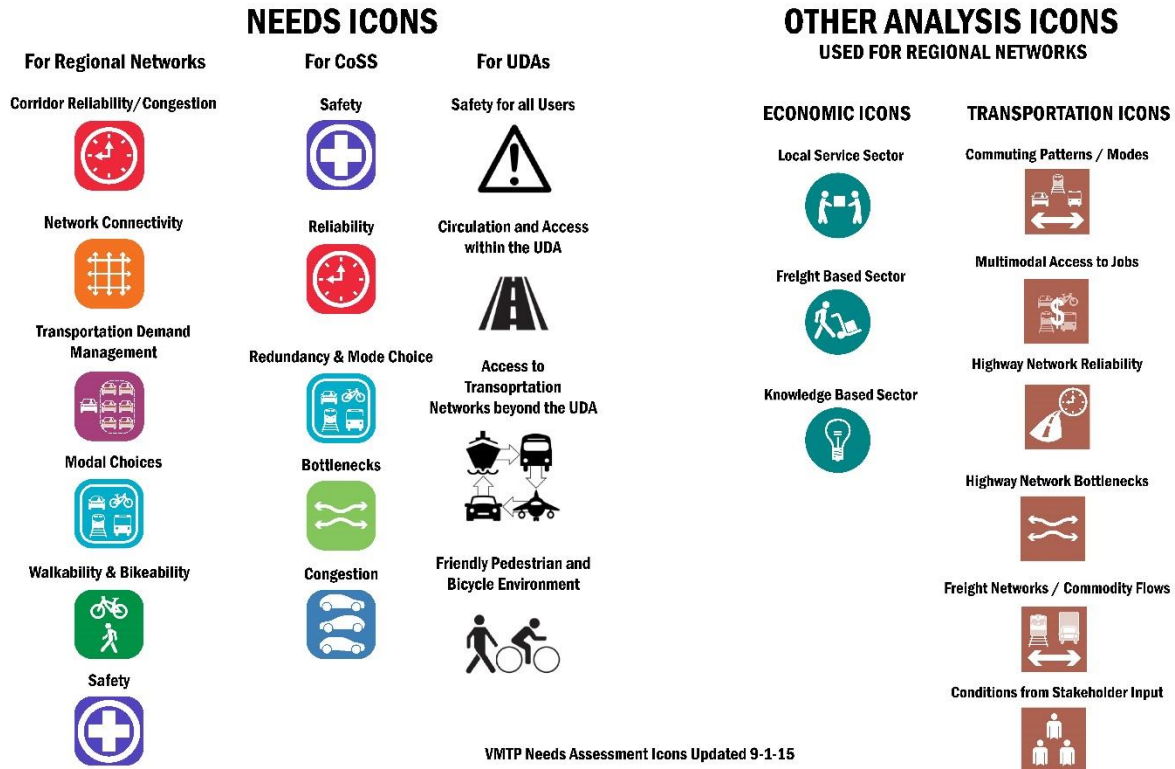 NEEDS ICONS
For Regional Networks
Corridor Reliability/Congestion
Network Connectivity
Transportation Demand
Management
Modal Choices
Walkability & Bikeability
Safety
For CoSS
Safety
Reliability
Redundancy & Mode Choice
Bottlenecks
Congestion
For UDAs
Safety for all Users
Circulation and Access
within the UDA
Access to
Transoprtation
Networks beyond the UDA
Friendly Pedestrian and
Bicycle Environment
OTHER ANALYSIS ICONS
USED FOR REGIONAL NETWORKS
ECONOMIC ICONS
Local Service Sector
Freight Based Sector
Knowledge Based Sector
TRANSPORTATION ICONS
Commuting Patterns / Modes
Multimodal Access to Jobs
$
Highway Network Reliability
Highway Network Bottlenecks
Freight Networks / Commodity Flows
Conditions from Stakeholder Input
VMTP Needs Assessment Icons Updated 9-1-15